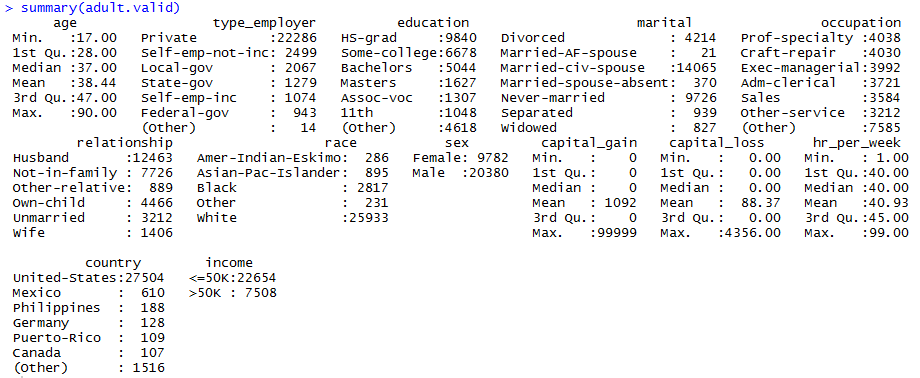 > summary(adult.valid)
      age                 type_employer          education                       marital                occupation
 Min.   :17.00   Private         :22286   HS-grad     :9840   Divorced             : 4214   Prof-specialty :4038
 1st Qu.:28.00   Self-emp-not-inc: 2499   Some-college:6678   Married-AF-spouse    :   21   Craft-repair   :4030
 Median :37.00   Local-gov       : 2067   Bachelors   :5044   Married-civ-spouse   :14065   Exec-managerial:3992
 Mean   :38.44   State-gov       : 1279   Masters     :1627   Married-spouse-absent:  370   Adm-clerical   :3721
 3rd Qu.:47.00   Self-emp-inc    : 1074   Assoc-voc   :1307   Never-married        : 9726   Sales          :3584
 Max.   :90.00   Federal-gov     :  943   11th        :1048   Separated            :  939   Other-service  :3212
                 (Other)         :   14   (Other)     :4618   Widowed              :  827   (Other)        :7585
         relationship                   race            sex         capital_gain    capital_loss      hr_per_week
 Husband       :12463   Amer-Indian-Eskimo:  286   Female: 9782   Min.   :    0   Min.   :   0.00   Min.   : 1.00
 Not-in-family : 7726   Asian-Pac-Islander:  895   Male  :20380   1st Qu.:    0   1st Qu.:   0.00   1st Qu.:40.00
 Other-relative:  889   Black             : 2817                  Median :    0   Median :   0.00   Median :40.00
 Own-child     : 4466   Other             :  231                  Mean   : 1092   Mean   :  88.37   Mean   :40.93
 Unmarried     : 3212   White             :25933                  3rd Qu.:    0   3rd Qu.:   0.00   3rd Qu.:45.00
 Wife          : 1406                                             Max.   :99999   Max.   :4356.00   Max.   :99.00
          country        income
 United-States:27504   <=50K:22654
 Mexico       :  610   >50K : 7508
 Philippines  :  188
 Germany      :  128
 Puerto-Rico  :  109
 Canada       :  107
 (Other)      : 1516